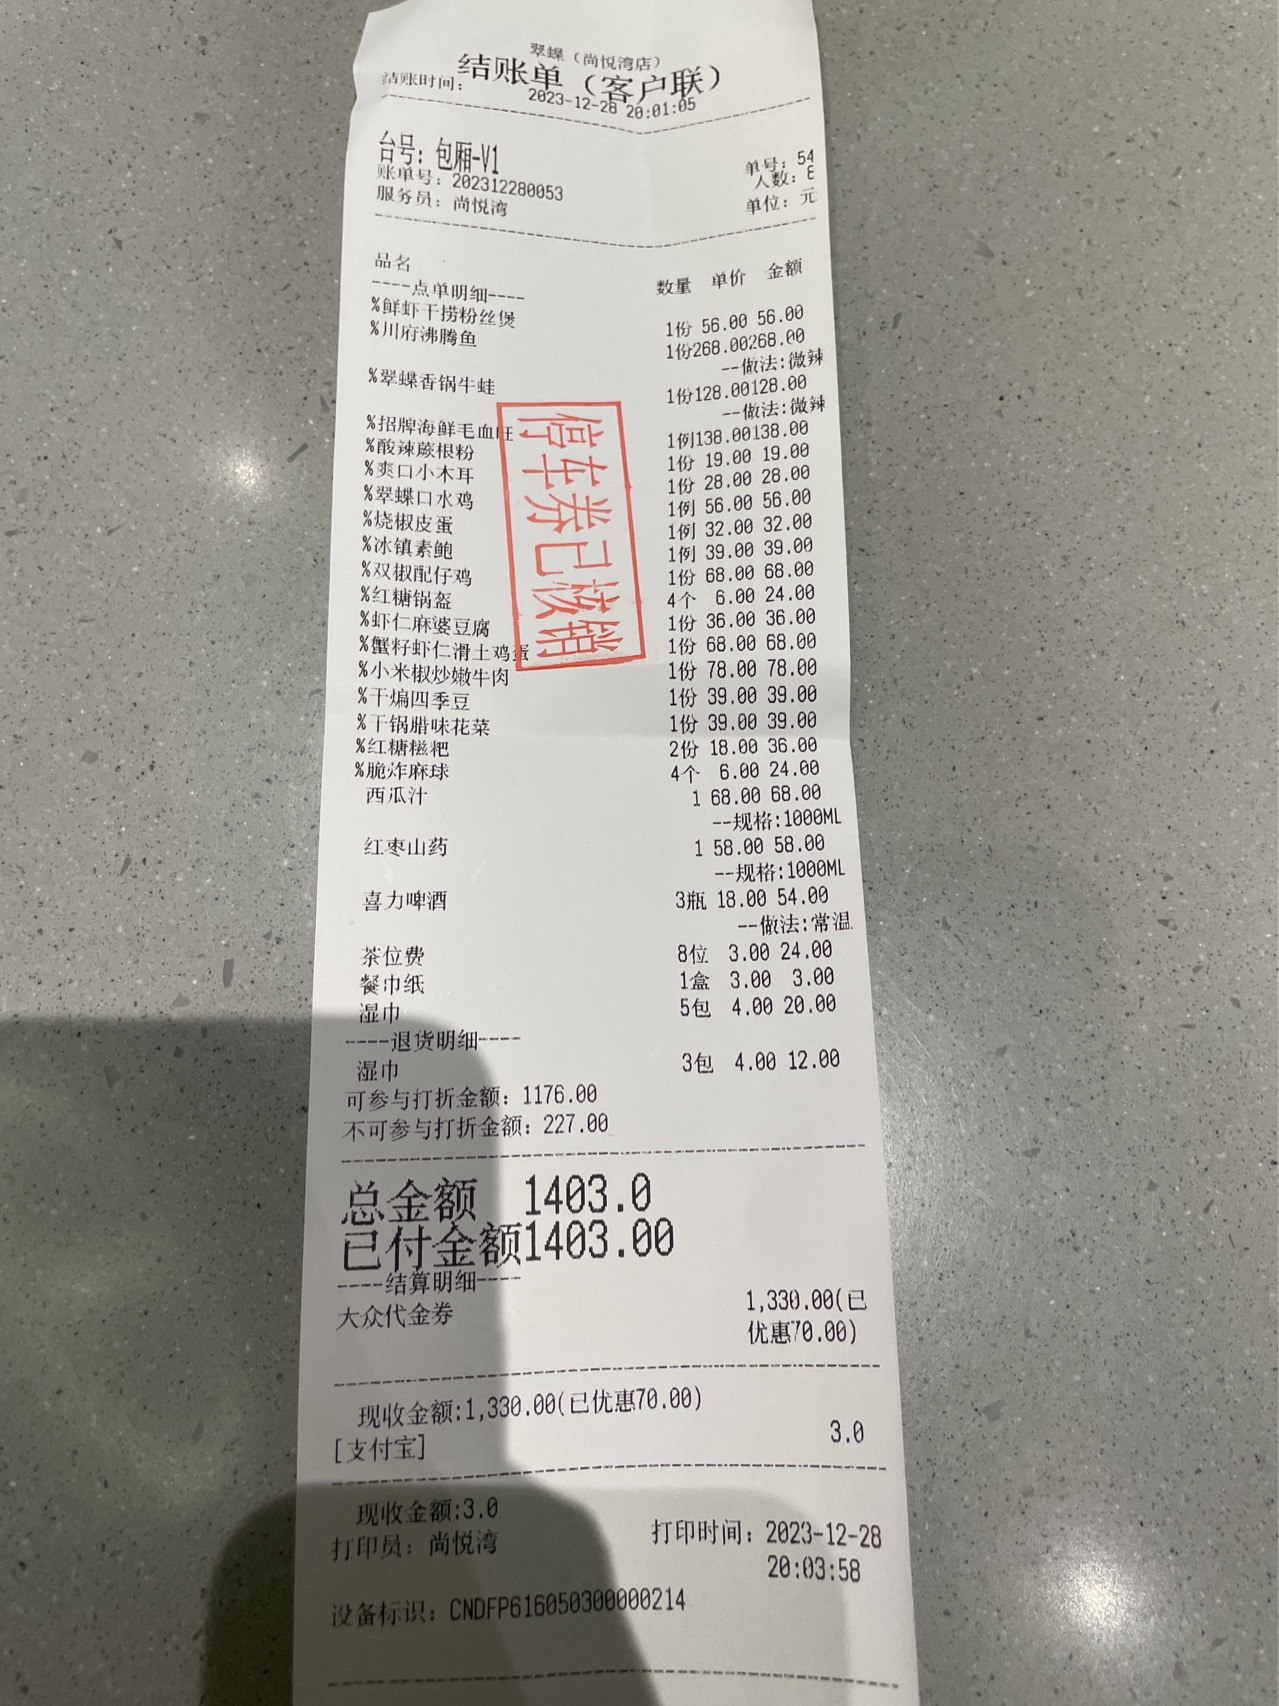 翠蝶（尚悦湾店）
结账单（客户联）
结账时间： 2023-12-28 20:01:05
台号：包厢-V1
单号：54
账单号：202312280053
人数：8
服务员：尚悦湾
单位：元
品名 数量 单价 金额
----点单明细----
%鲜虾干捞粉丝煲 1份 56.00 56.00
%川府沸腾鱼 1份268.00268.00
--做法:微辣
%翠蝶香锅牛蛙 1份128.00128.00
--做法:微辣
%招牌海鲜毛血旺 1例138.00138.00
%酸辣蕨根粉 1份 19.00 19.00
%爽口小木耳 1份 28.00 28.00
%翠蝶口水鸡 1例 56.00 56.00
%烧椒皮蛋 1例 32.00 32.00
%冰镇素鲍 1例 39.00 39.00
%双椒配仔鸡 1份 68.00 68.00
%红糖锅盔 4个 6.00 24.00
%虾仁麻婆豆腐 1份 36.00 36.00
%蟹籽虾仁滑土鸡蛋 1份 68.00 68.00
%小米椒炒嫩牛肉 1份 78.00 78.00
%干煸四季豆 1份 39.00 39.00
%干锅腊味花菜 1份 39.00 39.00
%红糖糍粑 2份 18.00 36.00
%脆炸麻球 4个 6.00 24.00
西瓜汁 1 68.00 68.00
--规格:1000ML
红枣山药 1 58.00 58.00
--规格:1000ML
喜力啤酒 3瓶 18.00 54.00
--做法:常温
茶位费 8位 3.00 24.00
餐巾纸 1盒 3.00 3.00
湿巾 5包 4.00 20.00
----退货明细----
湿巾 3包 4.00 12.00
可参与打折金额：1176.00
不可参与打折金额：227.00
总金额 1403.0
已付金额1403.00
----结算明细----
大众代金券 1,330.00(已
优惠70.00)
现收金额:1,330.00(已优惠70.00)
[支付宝] 3.0
现收金额:3.0
打印员：尚悦湾 打印时间：2023-12-28
20:03:58
设备标识：CNDFP616050300000214
停车券已核销